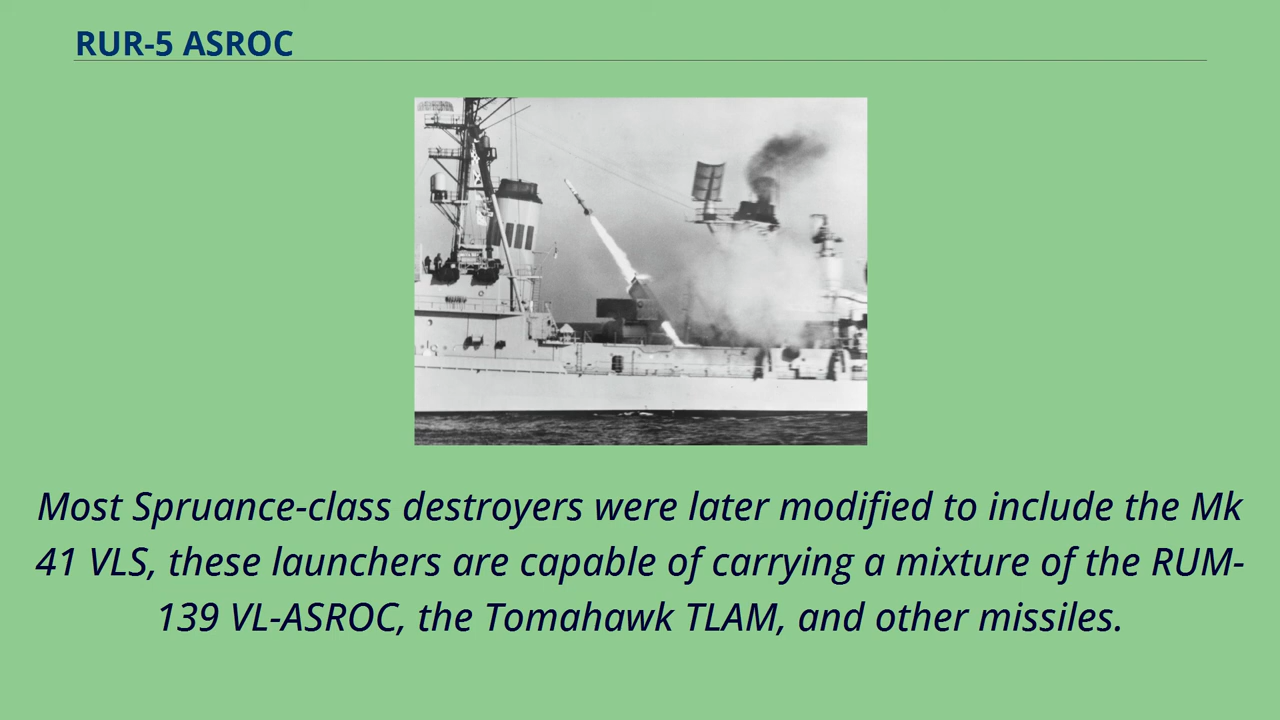 RUR-5 ASROC
Most Spruance-class destroyers were later modified to include the Mk
41 VLS, these launchers are capable of carrying a mixture of the RUM-
139 VL-ASROC, the Tomahawk TLAM, and other missiles.